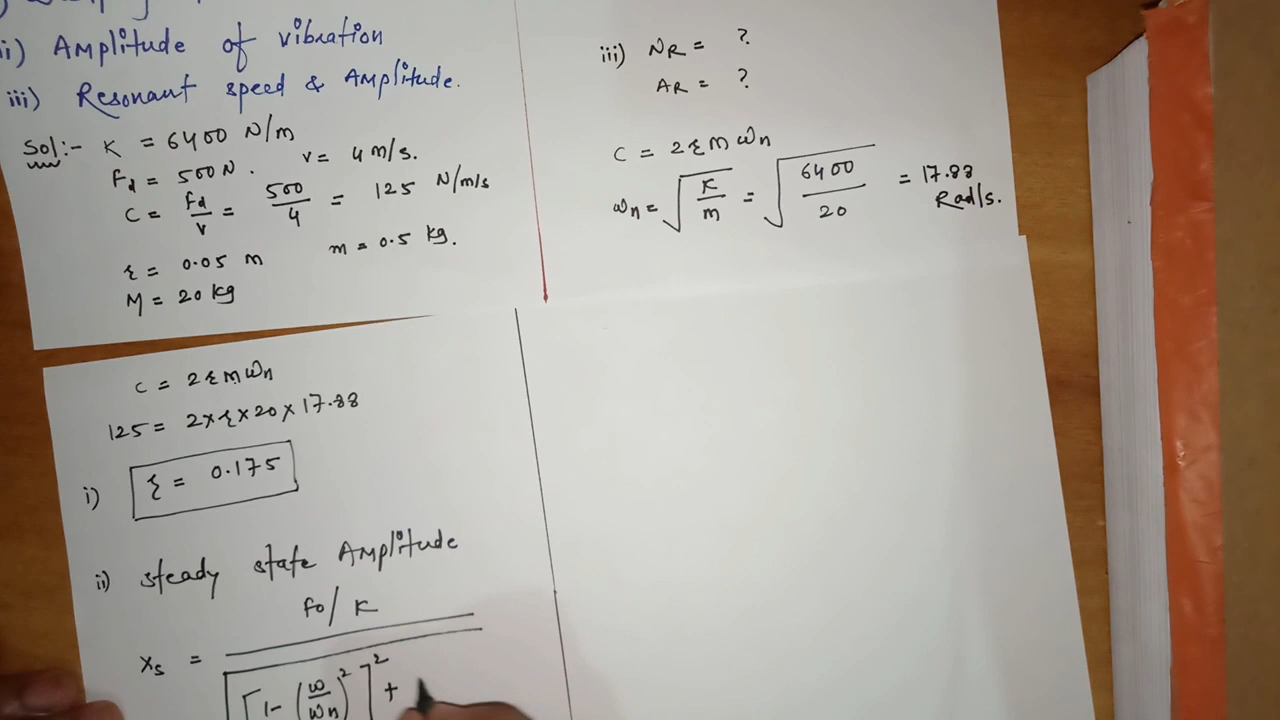 ii) Amplitude of vibration
iii) Resonant speed & Amplitude.
Sol:- K = 6400 N/m
Fd = 500 N. v = 4 m/s.
C = Fd/v = 500/4 = 125 N/m/s
ξ = 0.05 m m = 0.5 kg.
M = 20 kg
iii) NR = ?
AR = ?
C = 2ξMωn
ωn = √(K/m) = √(6400/20) = 17.88 Rad/s.
C = 2ξMωn
125 = 2×ξ×20×17.88
i) ξ = 0.175
ii) Steady state Amplitude
Xs = Fo/K
√[1-(ω/ωn)²]² +